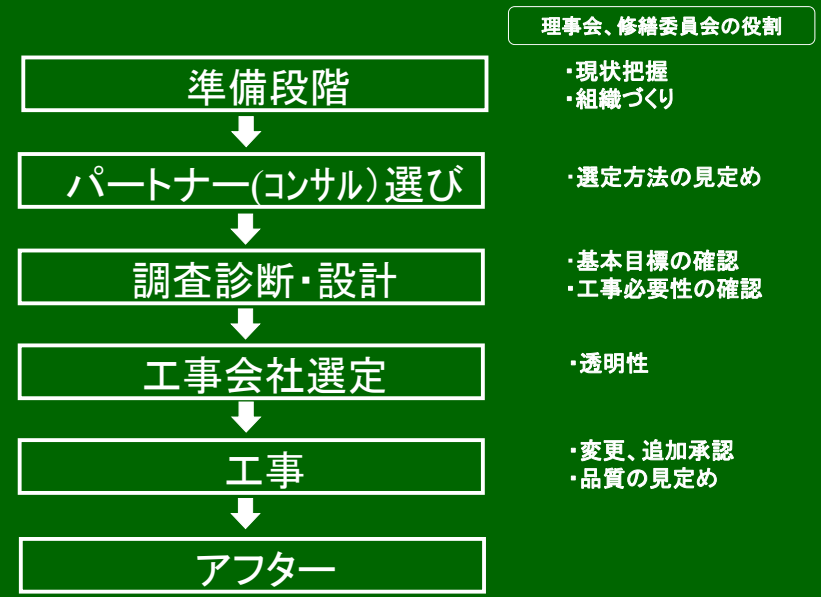 理事会、修繕委員会の役割
準備段階
・現状把握
・組織づくり
パートナー(コンサル）選び
・選定方法の見定め
調査診断・設計
・基本目標の確認
・工事必要性の確認
工事会社選定
・透明性
工事
・変更、追加承認
・品質の見定め
アフター